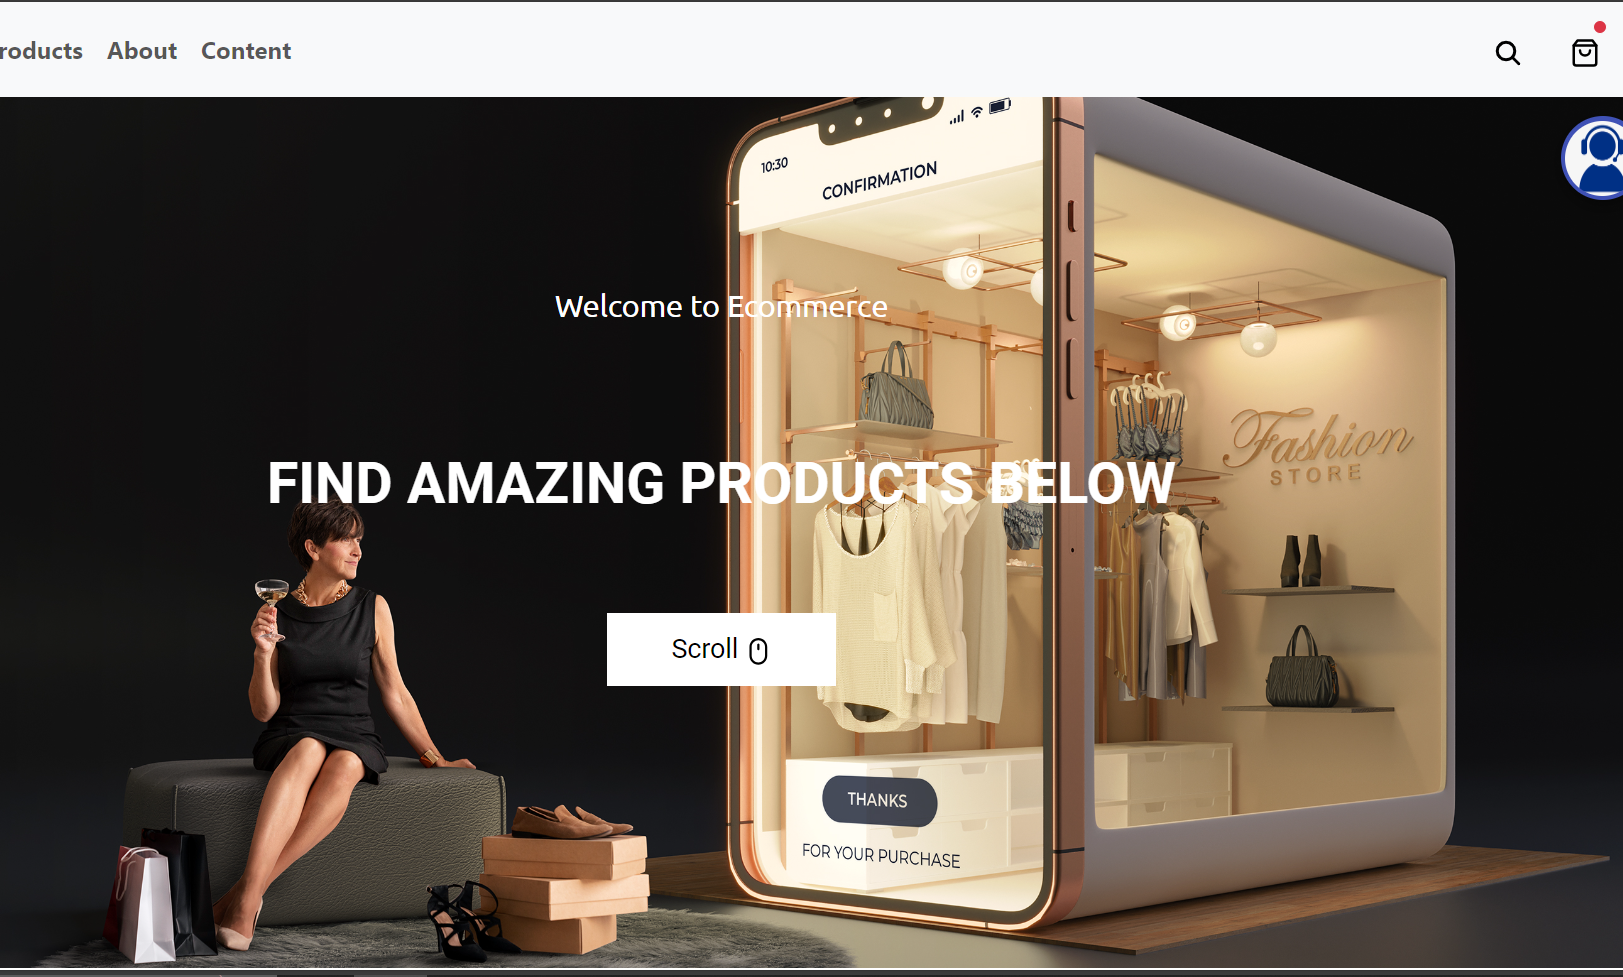 roducts About Content
10:30
CONFIRMATION
Welcome to Ecommerce
Fashion
STORE
FIND AMAZING PRODUCTS BELOW
Scroll
THANKS
FOR YOUR PURCHASE